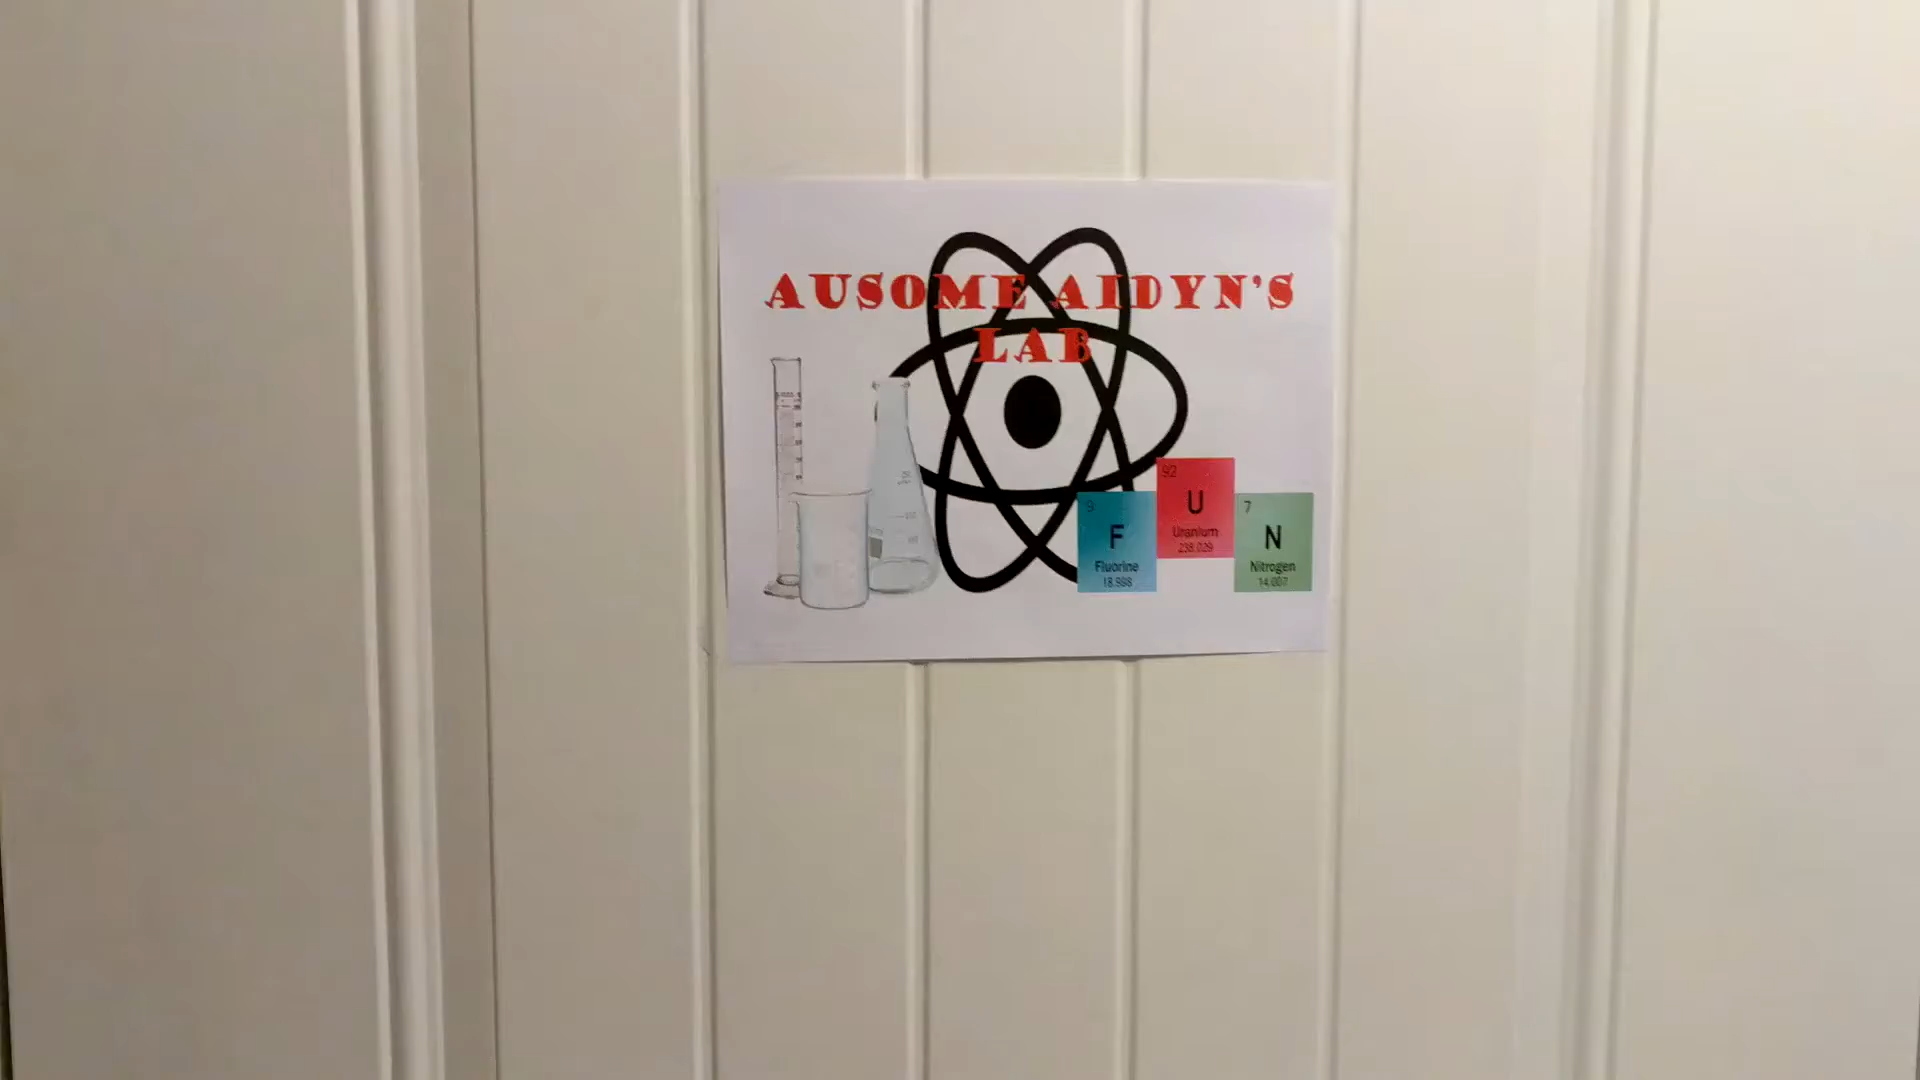 AUSOME AIDYN'S
LAB
92
U
Uranium
238.029
9
F
Fluorine
18.998
7
N
Nitrogen
14.007